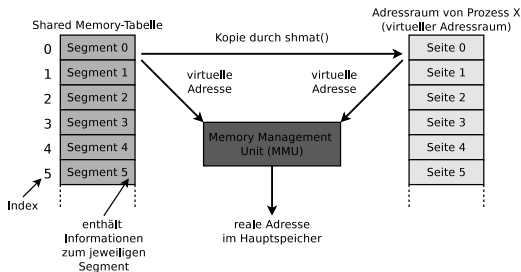 Shared Memory-Tabelle
Adressraum von Prozess X
(virtueller Adressraum)
0
Segment 0
Kopie durch shmat()
Seite 0
1
Segment 1
Seite 1
2
Segment 2
virtuelle
Adresse
virtuelle
Adresse
Seite 2
3
Segment 3
Memory Management
Unit (MMU)
Seite 3
4
Segment 4
Seite 4
5
Segment 5
Seite 5
Index
enthält
Informationen
zum jeweiligen
Segment
reale Adresse
im Hauptspeicher